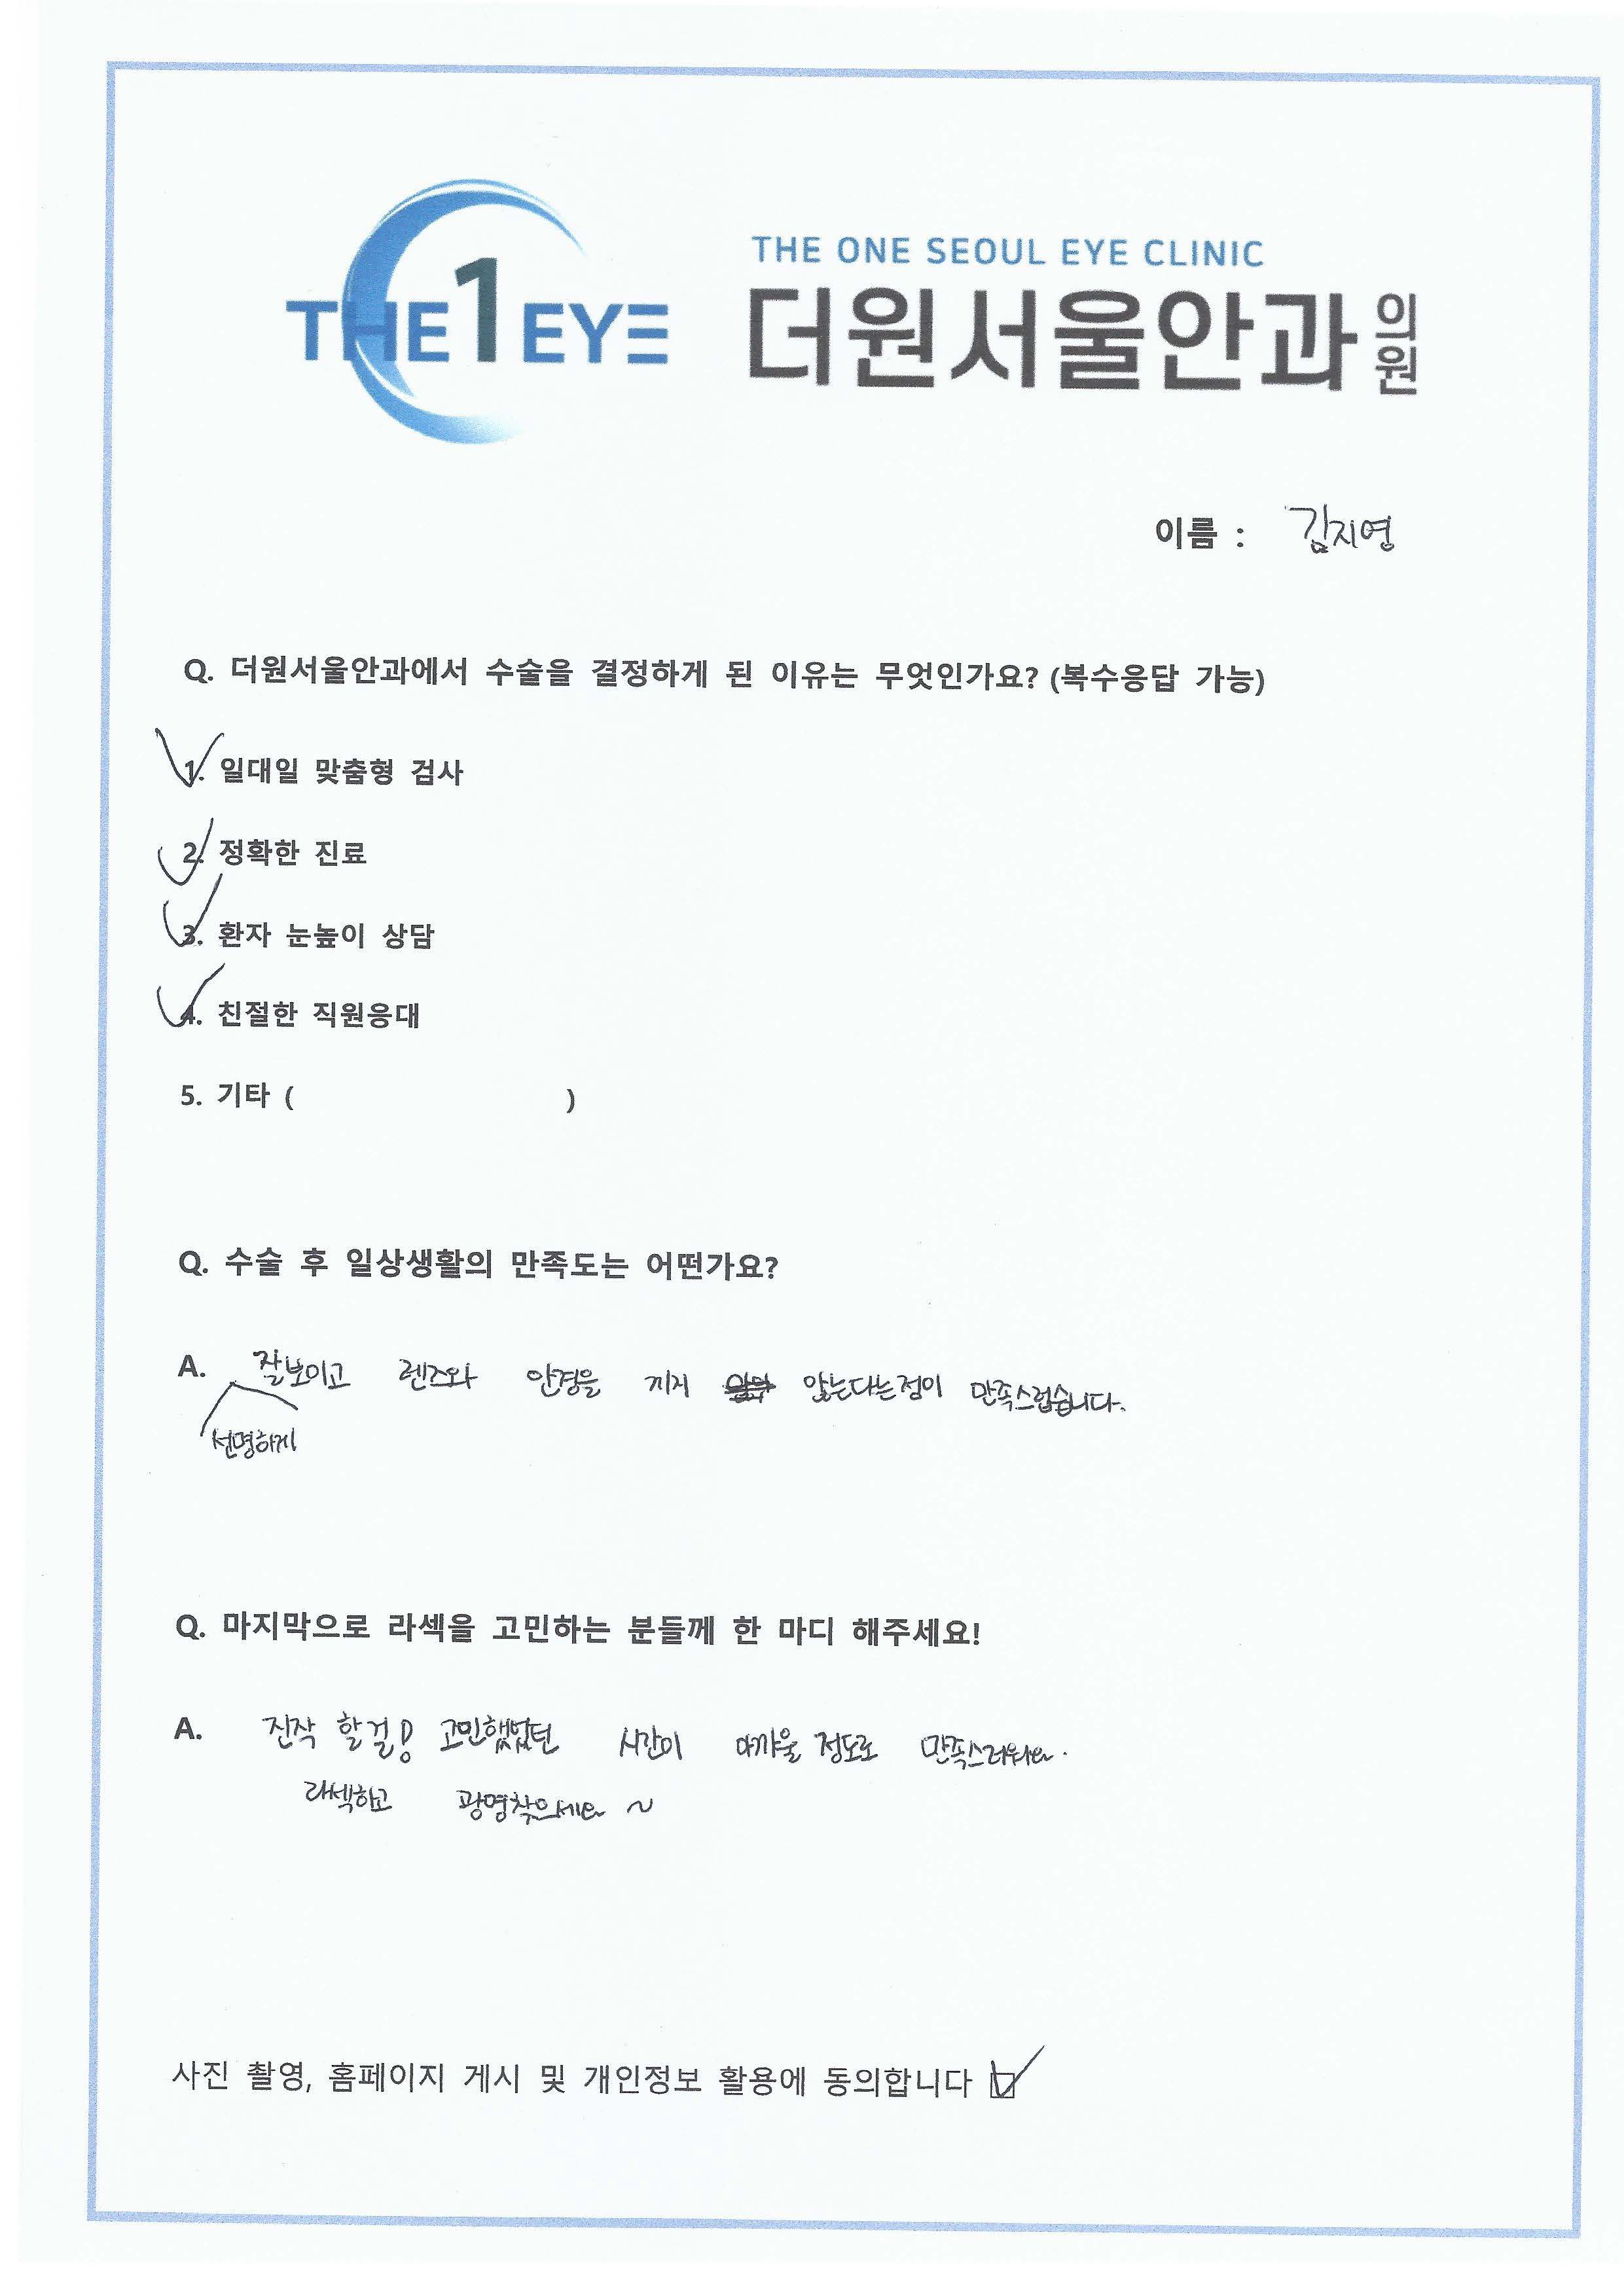 THE1EYE
THE ONE SEOUL EYE CLINIC
더원서울안과의원
이름 : 김지영
Q. 더원서울안과에서 수술을 결정하게 된 이유는 무엇인가요? (복수응답 가능)
1. 일대일 맞춤형 검사
2. 정확한 진료
3. 환자 눈높이 상담
4. 친절한 직원응대
5. 기타 ( )
Q. 수술 후 일상생활의 만족도는 어떤가요?
A. 잘보이고 렌즈와 안경을 끼지 않는다는점이 만족스럽습니다.
선명하게
Q. 마지막으로 라섹을 고민하는 분들께 한 마디 해주세요!
A. 진작 할걸! 고민했었던 시간이 아까울 정도로 만족스러워요.
라섹하고 광명찾으세요 ~
사진 촬영, 홈페이지 게시 및 개인정보 활용에 동의합니다